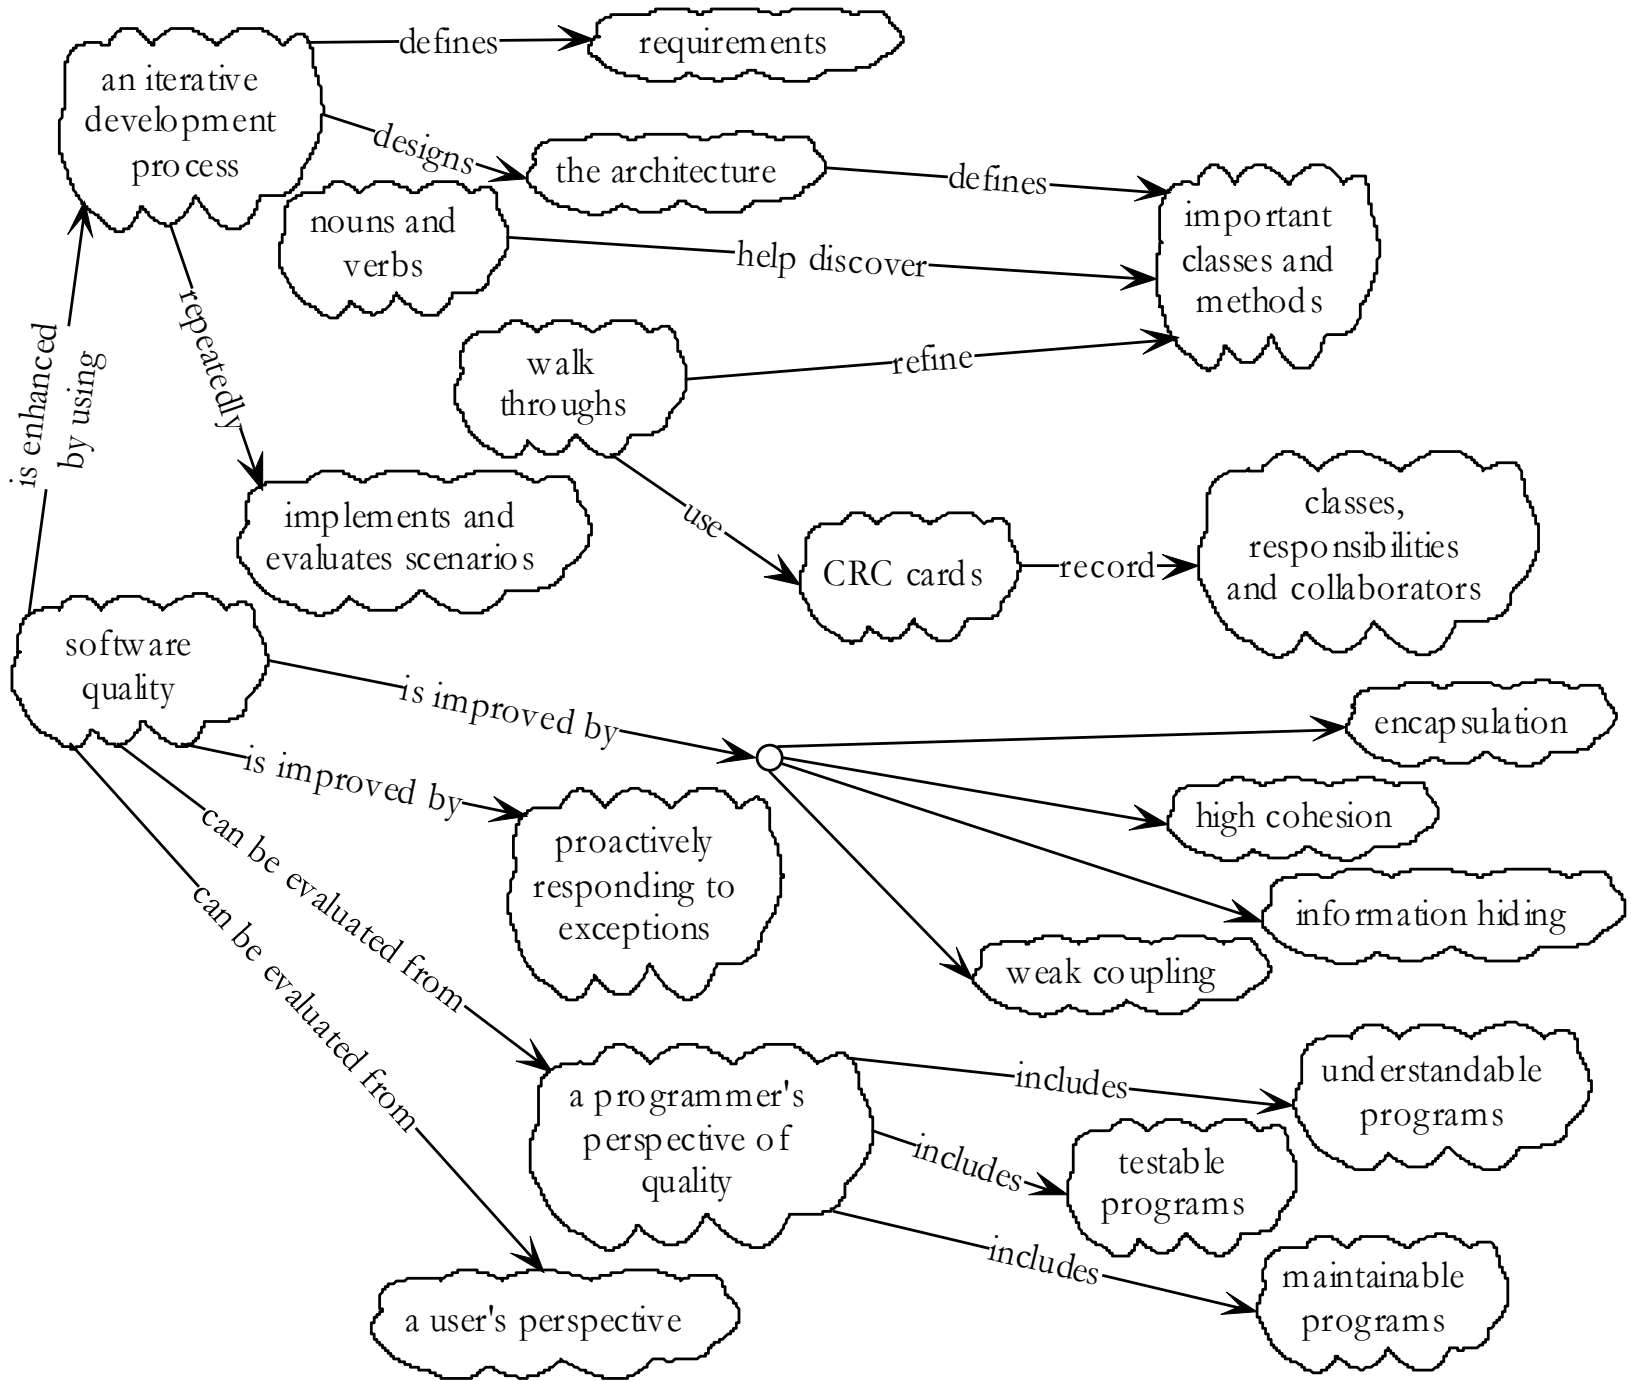 an iterative
development
process
defines
requirements
designs
the architecture
defines
important
classes and
methods
nouns and
verbs
help discover
walk
throughs
refine
repeatedly
is enhanced
by using
implements and
evaluates scenarios
use
CRC cards
record
classes,
responsibilities
and collaborators
software
quality
is improved by
encapsulation
high cohesion
information hiding
weak coupling
is improved by
proactively
responding to
exceptions
can be evaluated from
can be evaluated from
a programmer's
perspective of
quality
includes
understandable
programs
includes
testable
programs
includes
maintainable
programs
a user's perspective